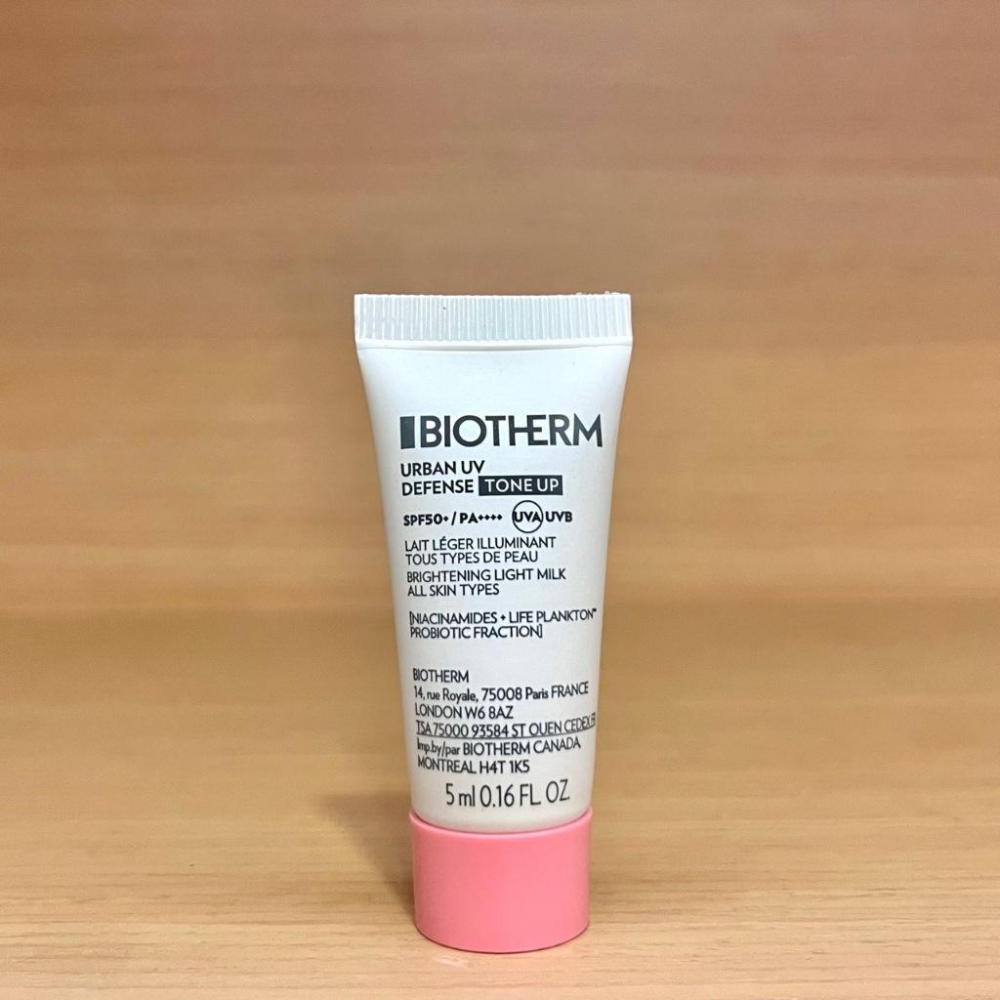 BIOTHERM
URBAN UV
DEFENSE TONE UP
SPF50+ / PA++++ UVA UVB
LAIT LÉGER ILLUMINANT
TOUS TYPES DE PEAU
BRIGHTENING LIGHT MILK
ALL SKIN TYPES
[NIACINAMIDES + LIFE PLANKTON™
PROBIOTIC FRACTION]
BIOTHERM
14, rue Royale, 75008 Paris FRANCE
LONDON W6 8AZ
TSA 75000 93584 ST OUEN CEDEX
Imp.by/par BIOTHERM CANADA
MONTREAL H4T 1K5
5 ml 0.16 FL. OZ.